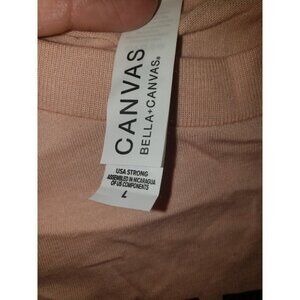 CANVAS
BELLA+CANVAS®
USA STRONG
ASSEMBLED IN NICARAGUA
OF US COMPONENTS
L